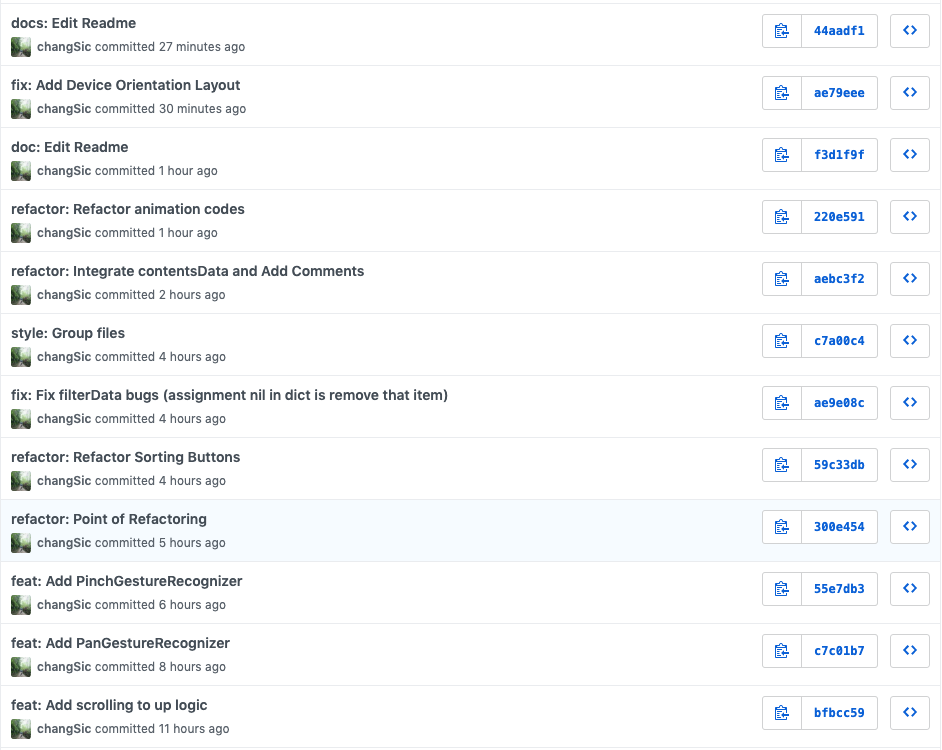 docs: Edit Readme
changSic committed 27 minutes ago
44aadf1
fix: Add Device Orientation Layout
changSic committed 30 minutes ago
ae79eee
doc: Edit Readme
changSic committed 1 hour ago
f3d1f9f
refactor: Refactor animation codes
changSic committed 1 hour ago
220e591
refactor: Integrate contentsData and Add Comments
changSic committed 2 hours ago
aebc3f2
style: Group files
changSic committed 4 hours ago
c7a00c4
fix: Fix filterData bugs (assignment nil in dict is remove that item)
changSic committed 4 hours ago
ae9e08c
refactor: Refactor Sorting Buttons
changSic committed 4 hours ago
59c33db
refactor: Point of Refactoring
changSic committed 5 hours ago
300e454
feat: Add PinchGestureRecognizer
changSic committed 6 hours ago
55e7db3
feat: Add PanGestureRecognizer
changSic committed 8 hours ago
c7c01b7
feat: Add scrolling to up logic
changSic committed 11 hours ago
bfbcc59